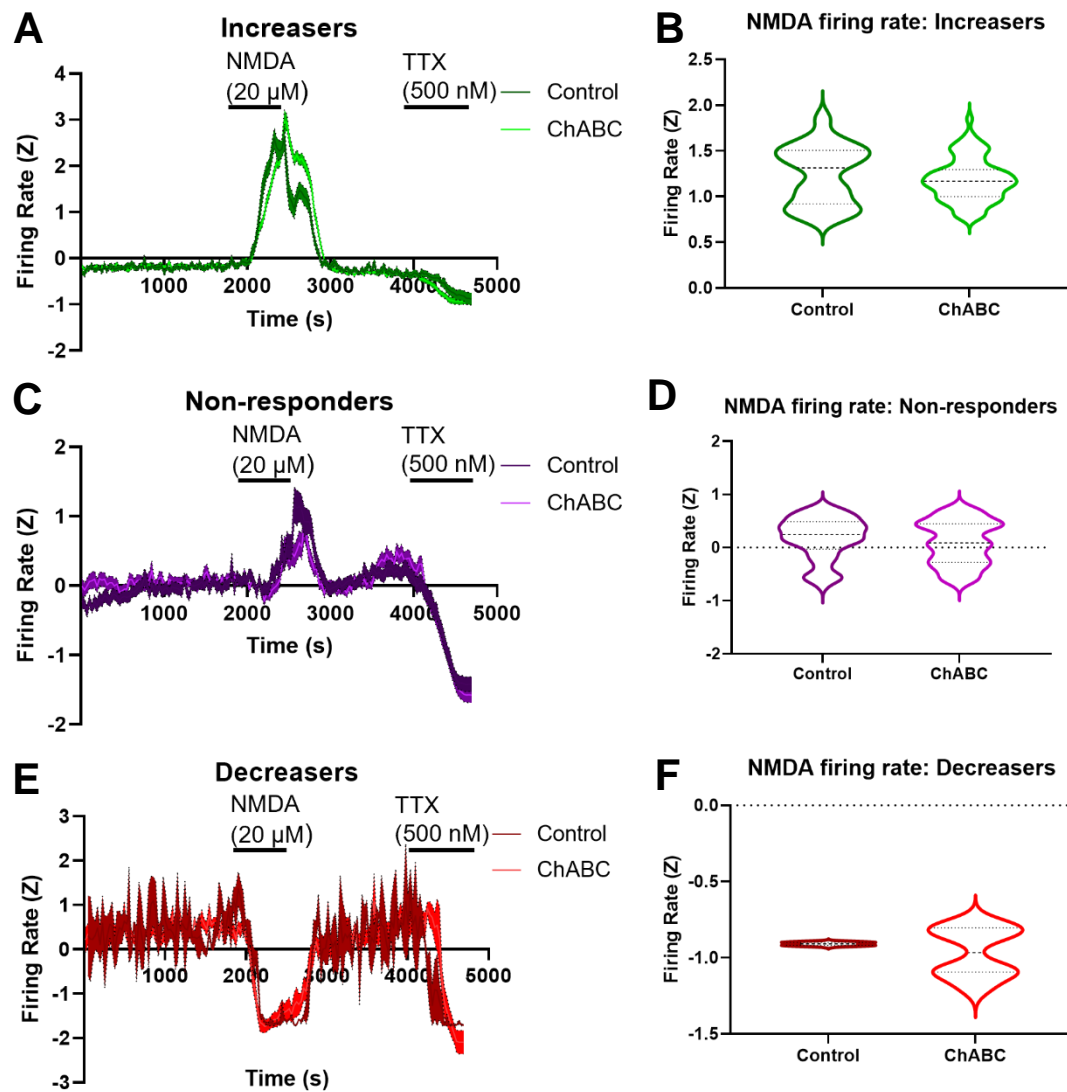 A
Increasers
NMDA
(20 µM)
TTX
(500 nM)
Control
ChABC
Firing Rate (Z)
4
3
2
1
0
-1
-2
1000
2000
3000
4000
5000
Time (s)
B
NMDA firing rate: Increasers
Firing Rate (Z)
2.5
2.0
1.5
1.0
0.5
0.0
Control
ChABC
C
Non-responders
NMDA
(20 µM)
TTX
(500 nM)
Control
ChABC
Firing Rate (Z)
2
1
0
-1
-2
1000
2000
3000
4000
5000
Time (s)
D
NMDA firing rate: Non-responders
Firing Rate (Z)
2
1
0
-1
-2
Control
ChABC
E
Decreasers
NMDA
(20 µM)
TTX
(500 nM)
Control
ChABC
Firing Rate (Z)
3
2
1
0
-1
-2
-3
1000
2000
3000
4000
5000
Time (s)
F
NMDA firing rate: Decreasers
Firing Rate (Z)
0.0
-0.5
-1.0
-1.5
Control
ChABC